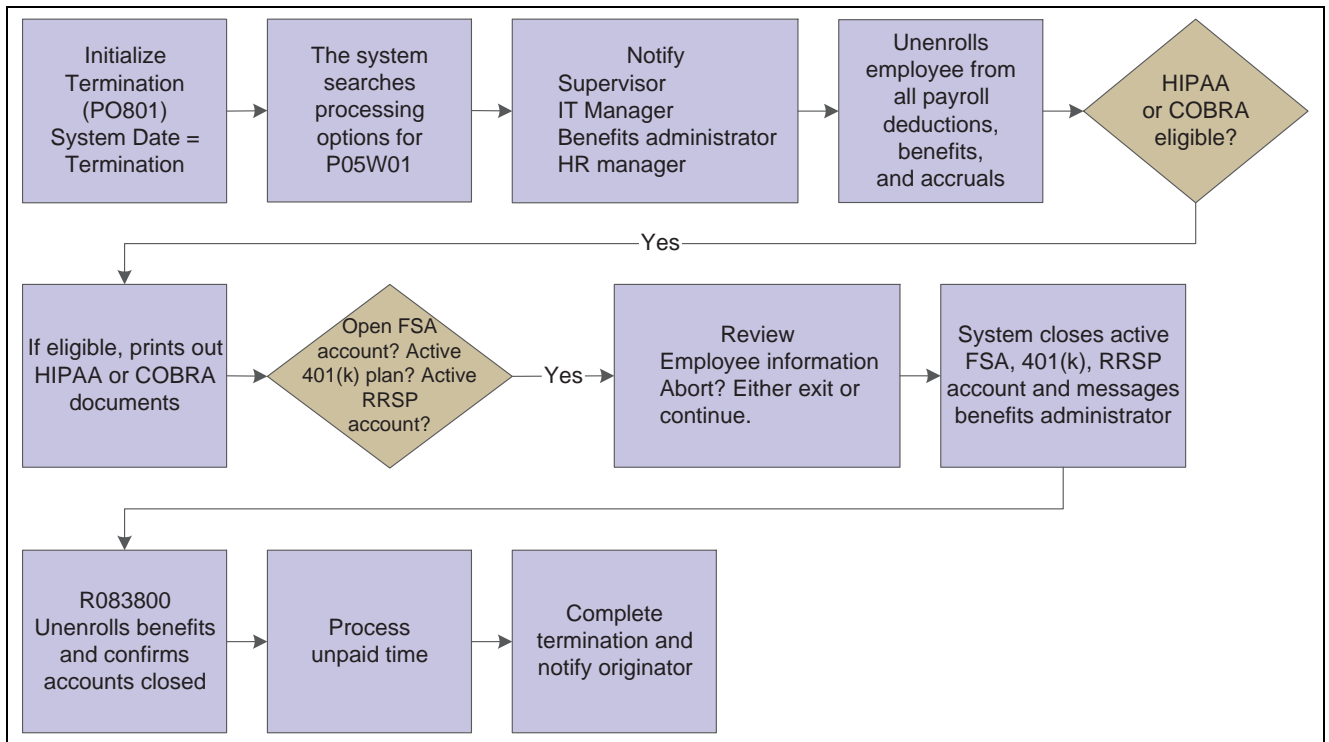 Initialize
Termination
(PO801)
System Date =
Termination
The system
searches
processing
options for
P05W01
Notify
Supervisor
IT Manager
Benefits administrator
HR manager
Unenrolls
employee from
all payroll
deductions,
benefits,
and accruals
HIPAA
or COBRA
eligible?
Yes
If eligible, prints out
HIPAA or COBRA
documents
Open FSA
account? Active
401(k) plan? Active
RRSP
account?
Yes
Review
Employee information
Abort? Either exit or
continue.
System closes active
FSA, 401(k), RRSP
account and messages
benefits administrator
R083800
Unenrolls benefits
and confirms
accounts closed
Process
unpaid time
Complete
termination and
notify originator